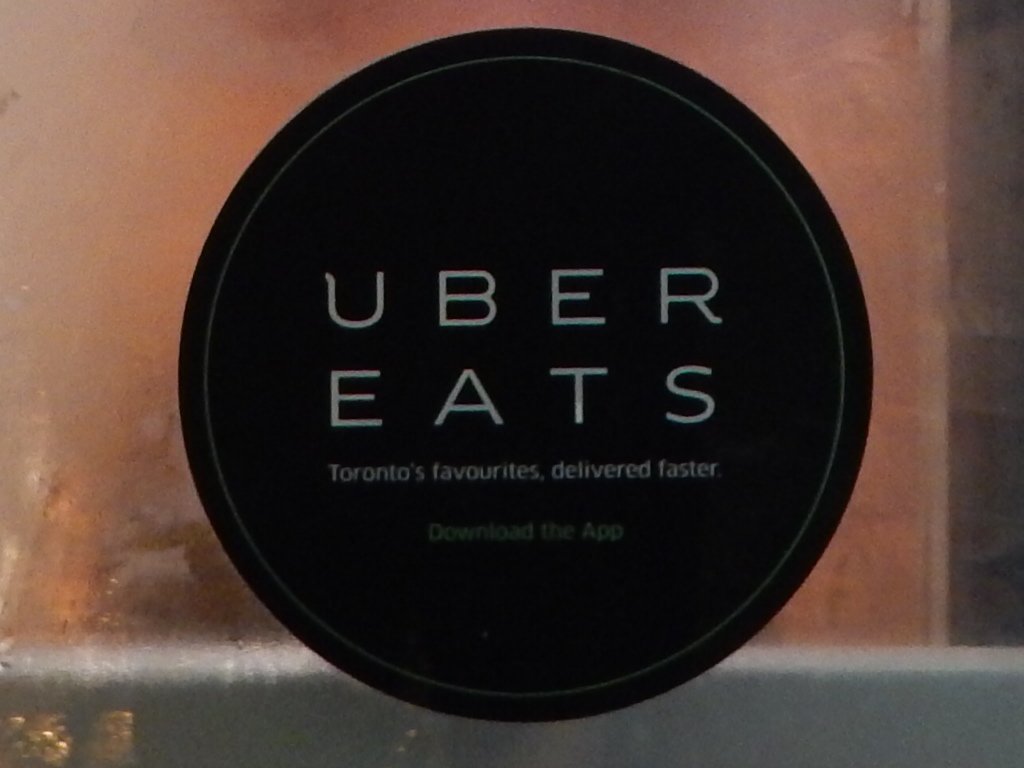 UBER
EATS
Toronto's favourites, delivered faster.
Download the App